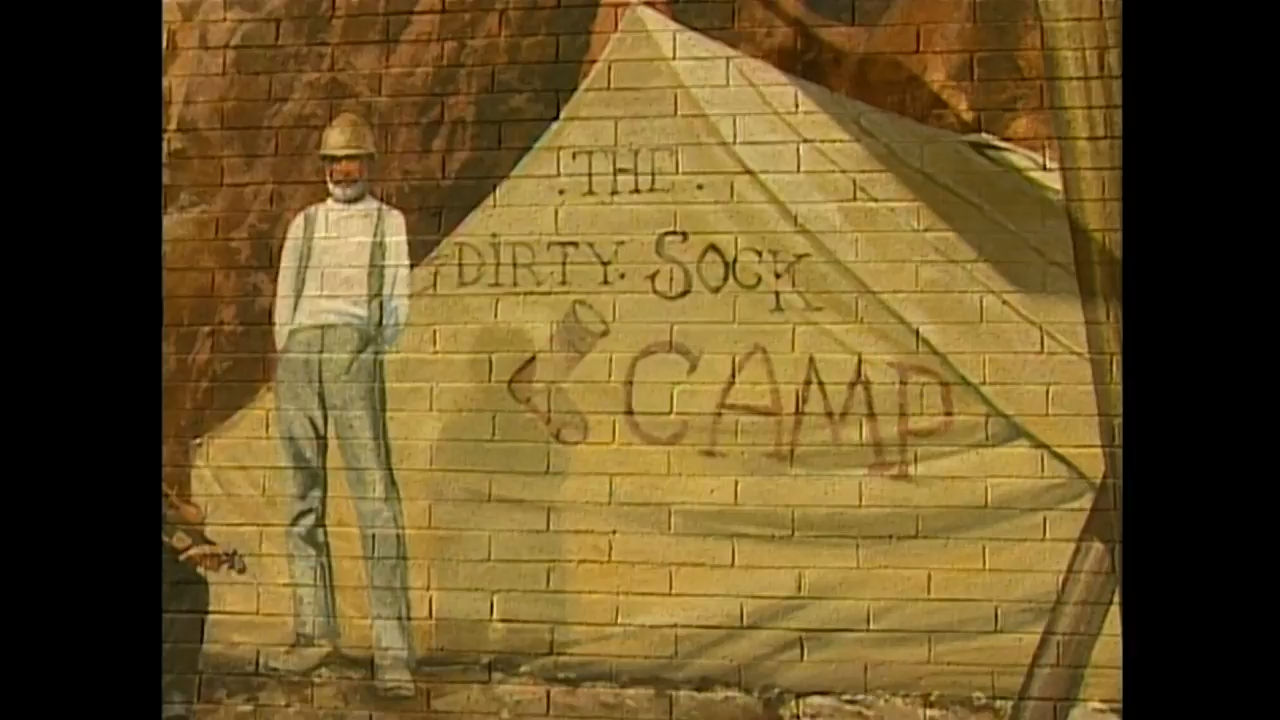 . THE .
DIRTY SOCK
CAMP